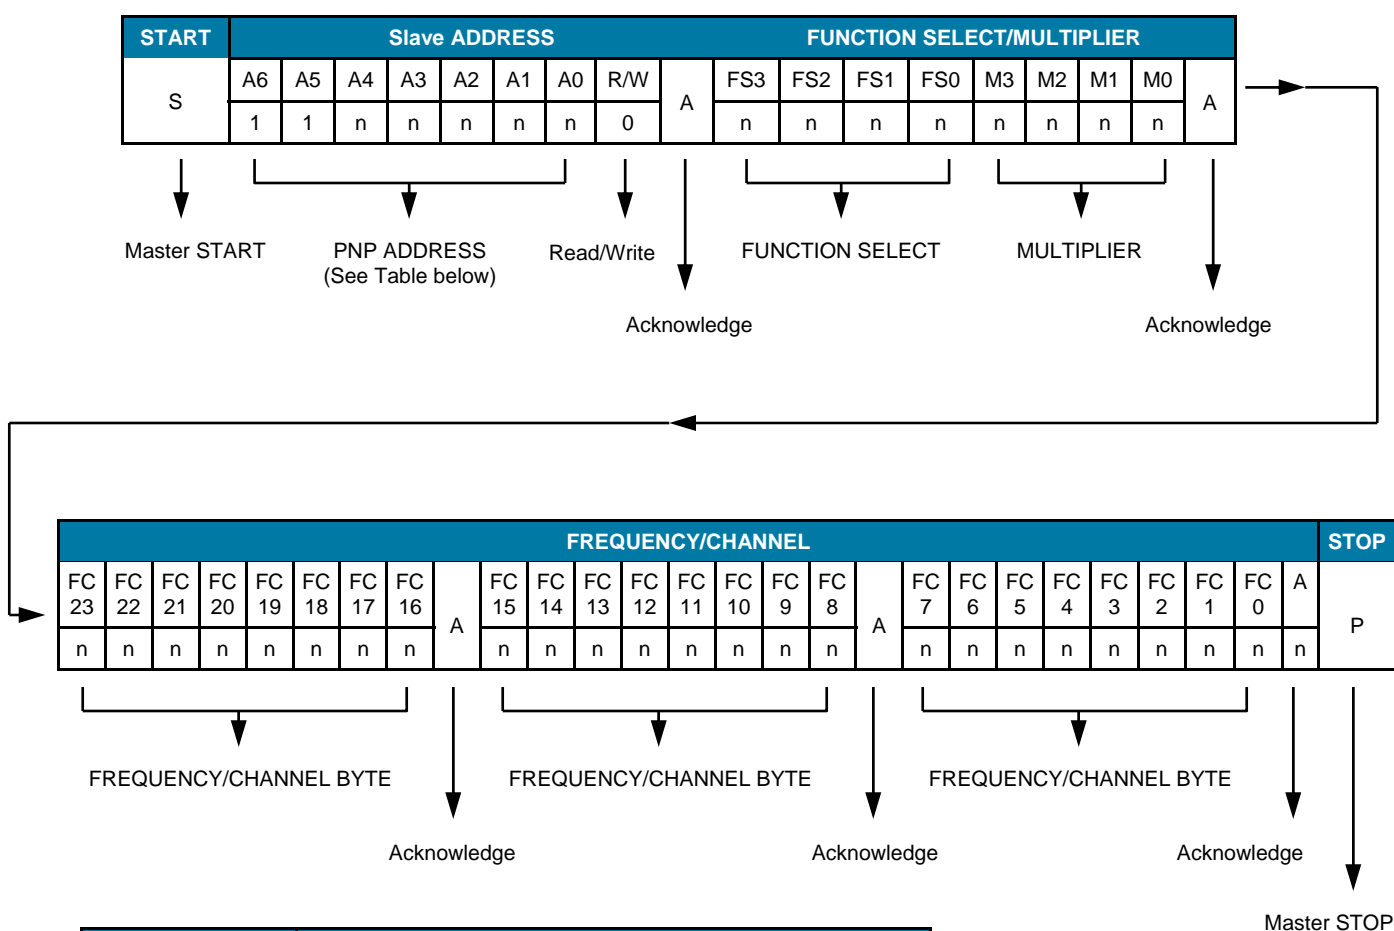 START Slave ADDRESS FUNCTION SELECT/MULTIPLIER
S A6 A5 A4 A3 A2 A1 A0 R/W A FS3 FS2 FS1 FS0 M3 M2 M1 M0 A
1 1 n n n n n 0 n n n n n n n n
Master START PNP ADDRESS Read/Write FUNCTION SELECT MULTIPLIER
(See Table below)
Acknowledge Acknowledge
FREQUENCY/CHANNEL STOP
FC FC FC FC FC FC FC FC A FC FC FC FC FC FC FC FC A FC FC FC FC FC FC FC FC A P
23 22 21 20 19 18 17 16 15 14 13 12 11 10 9 8 7 6 5 4 3 2 1 0
n n n n n n n n n n n n n n n n n n n n n n n n n
FREQUENCY/CHANNEL BYTE FREQUENCY/CHANNEL BYTE FREQUENCY/CHANNEL BYTE
Acknowledge Acknowledge Acknowledge
Master STOP